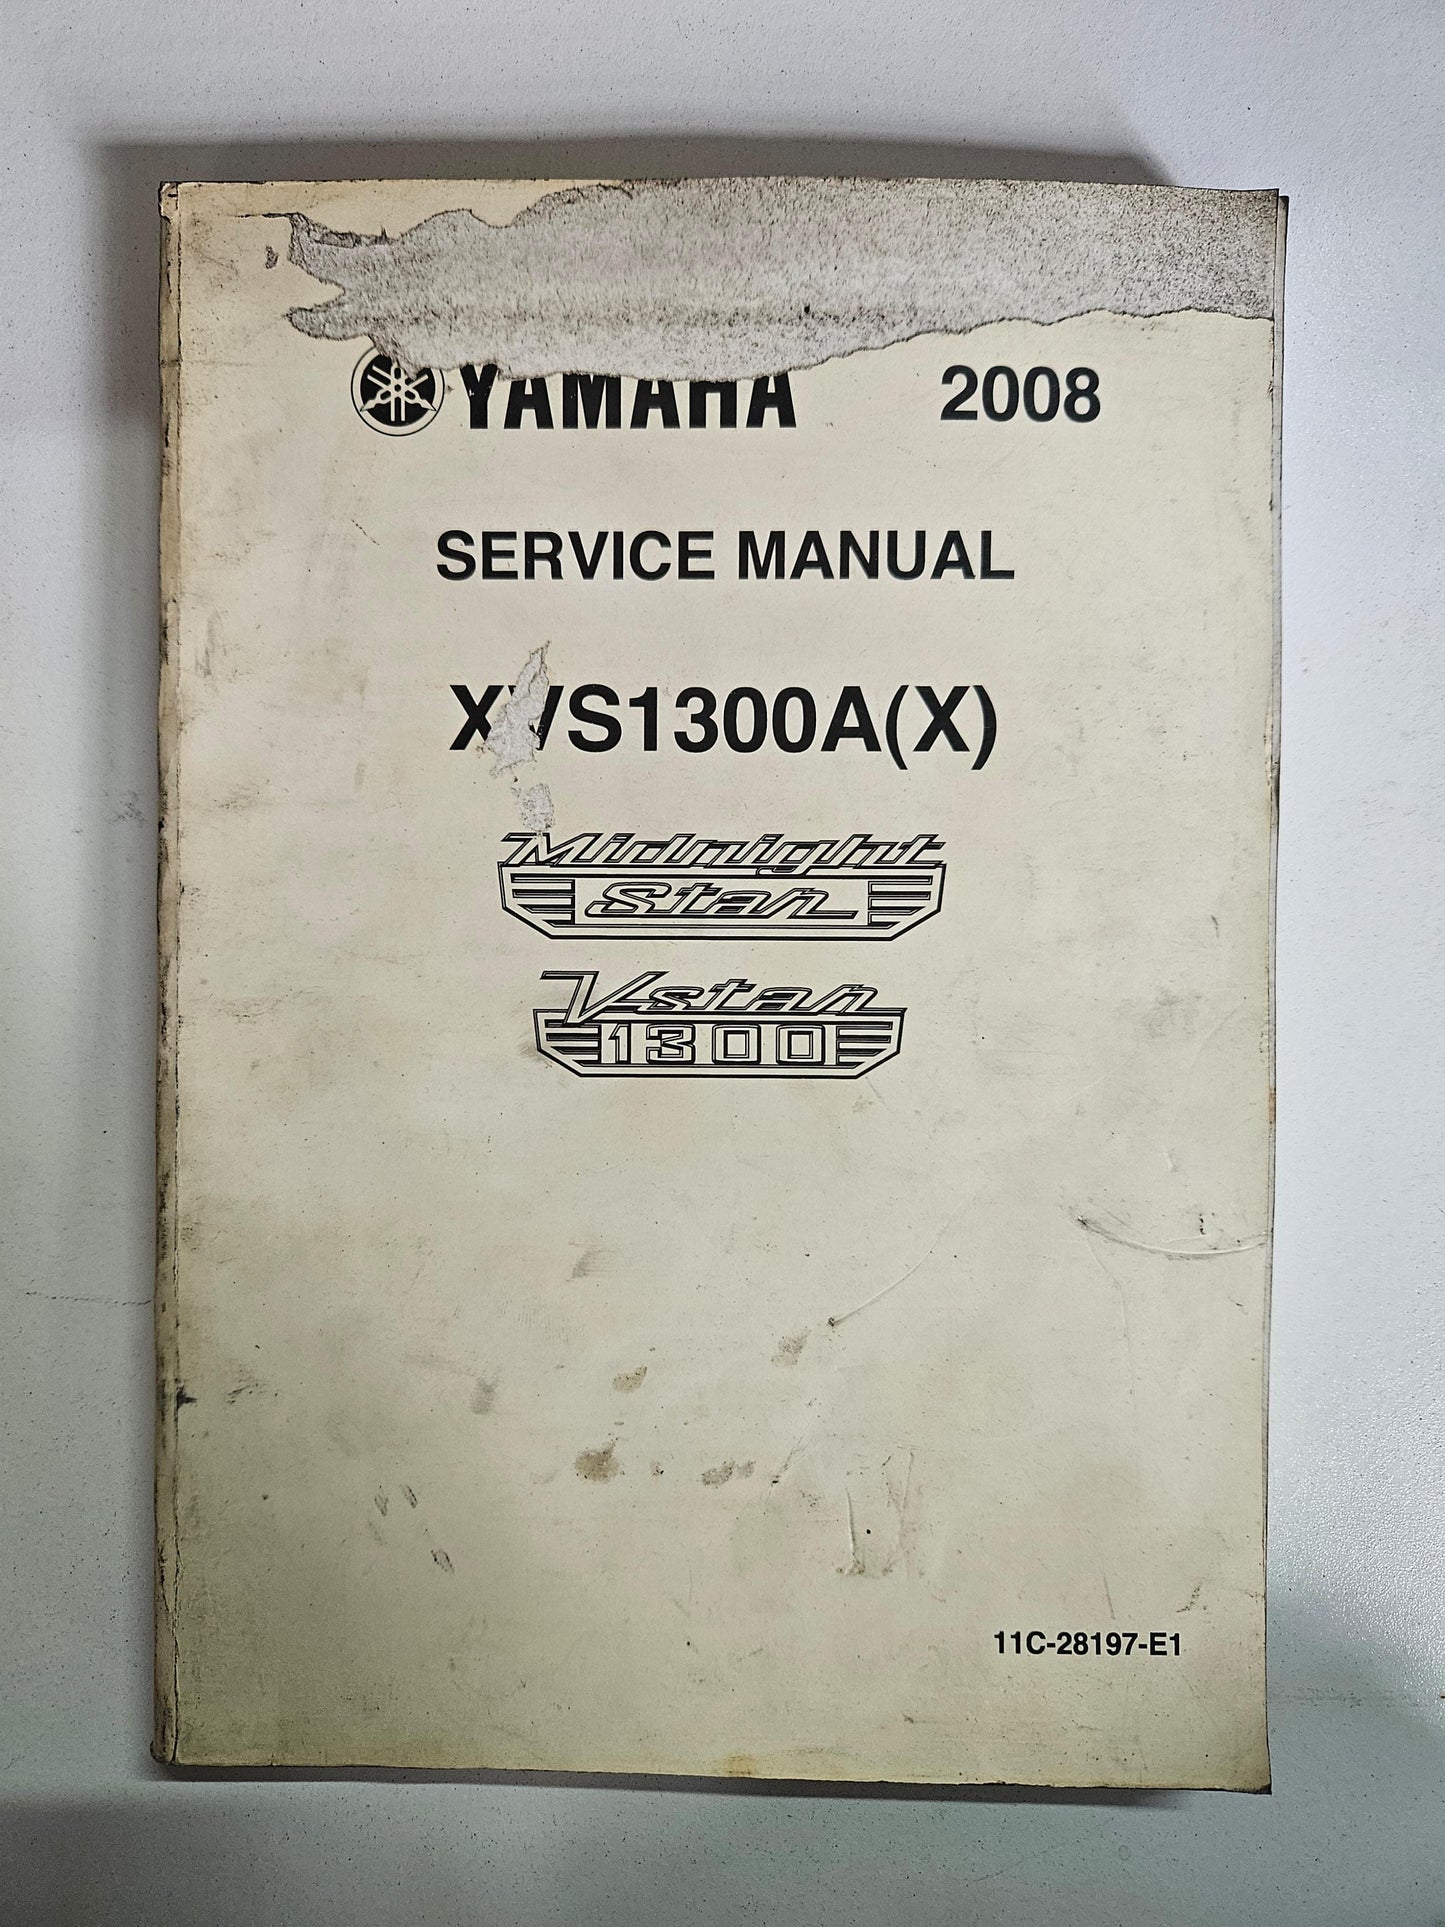 YAMAHA 2008
SERVICE MANUAL
XVS1300A(X)
Midnight
Star
Vstar
1300
11C-28197-E1